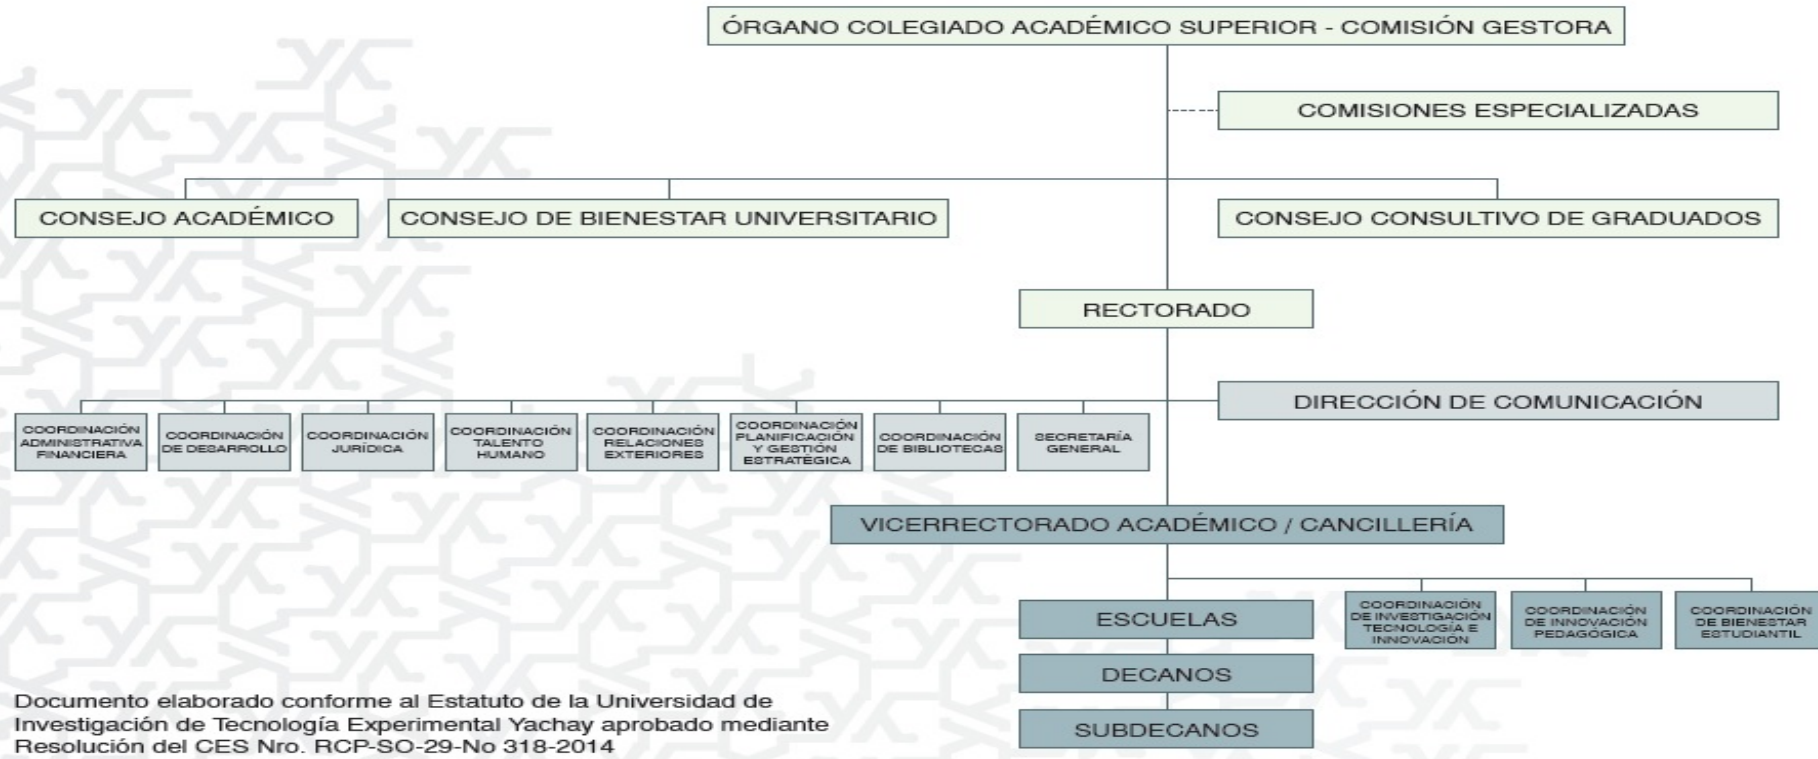 ÓRGANO COLEGIADO ACADÉMICO SUPERIOR - COMISIÓN GESTORA
COMISIONES ESPECIALIZADAS
CONSEJO ACADÉMICO
CONSEJO DE BIENESTAR UNIVERSITARIO
CONSEJO CONSULTIVO DE GRADUADOS
RECTORADO
DIRECCIÓN DE COMUNICACIÓN
COORDINACIÓN
ADMINISTRATIVA
FINANCIERA
COORDINACIÓN
DE DESARROLLO
COORDINACIÓN
JURÍDICA
COORDINACIÓN
TALENTO
HUMANO
COORDINACIÓN
RELACIONES
EXTERIORES
COORDINACIÓN
PLANIFICACIÓN
Y GESTIÓN
ESTRATÉGICA
COORDINACIÓN
DE BIBLIOTECAS
SECRETARÍA
GENERAL
VICERRECTORADO ACADÉMICO / CANCILLERÍA
ESCUELAS
COORDINACIÓN
DE INVESTIGACIÓN
TECNOLOGÍA E
INNOVACIÓN
COORDINACIÓN
DE INNOVACIÓN
PEDAGÓGICA
COORDINACIÓN
DE BIENESTAR
ESTUDIANTIL
DECANOS
SUBDECANOS
Documento elaborado conforme al Estatuto de la Universidad de
Investigación de Tecnología Experimental Yachay aprobado mediante
Resolución del CES Nro. RCP-SO-29-No 318-2014